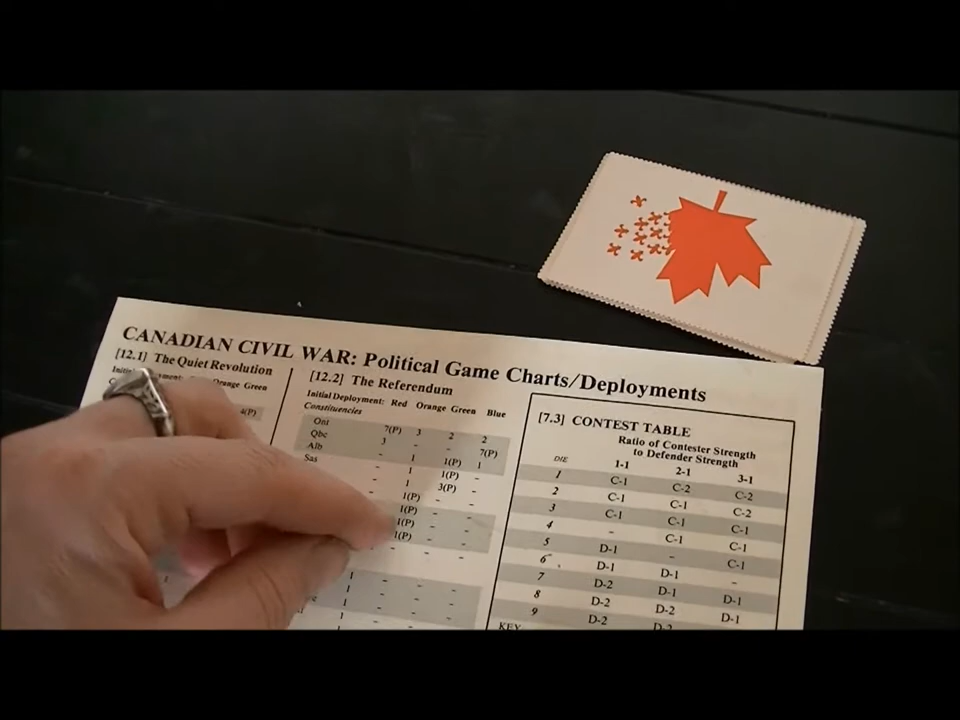 CANADIAN CIVIL WAR: Political Game Charts/Deployments
[12.1] The Quiet Revolution
Orange Green
4(P)
[12.2] The Referendum
Initial Deployment: Red Orange Green Blue
Constituencies
Ont 7(P) 3 2 2
Qbc 3 - - 7(P)
Alb - 1 1(P) 1
Sas - 1 1(P) -
1 3(P) -
1(P) - -
1(P) - -
1(P) - -
1(P) - -
- - -
1 - - -
1 - - -
1 - - -
[7.3] CONTEST TABLE
Ratio of Contester Strength
to Defender Strength
DIE 1-1 2-1 3-1
1 C-1 C-2 C-2
2 C-1 C-1 C-2
3 C-1 C-1 C-1
4 - C-1 C-1
5 D-1 - C-1
6 D-1 D-1 -
7 D-2 D-1 D-1
8 D-2 D-2 D-1
9 D-2 D-2
KEY